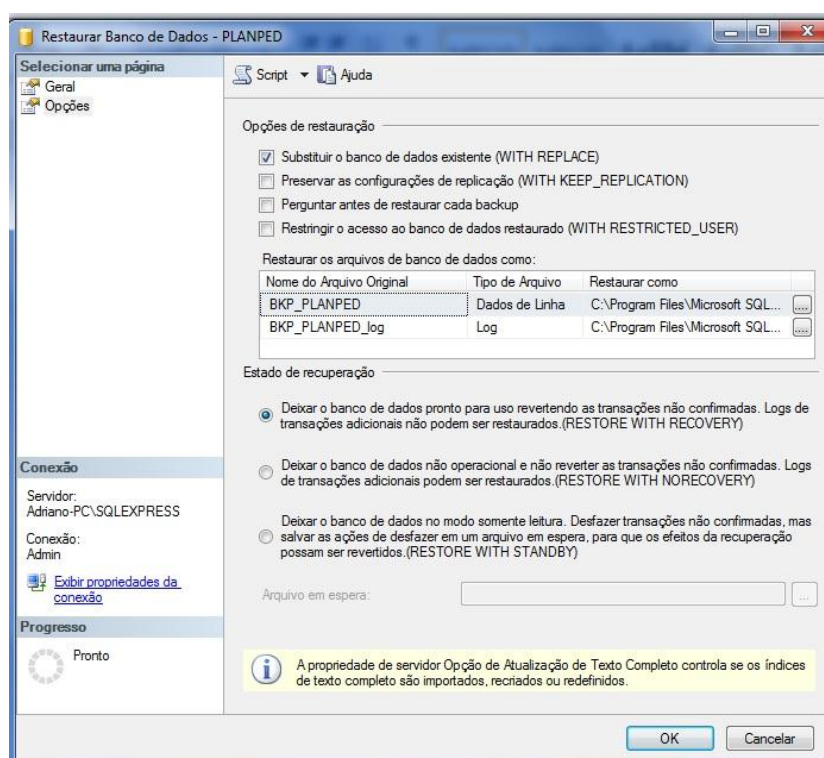 Restaurar Banco de Dados - PLANPED
Selecionar uma página
Geral
Opções
Script
Ajuda
Opções de restauração
Substituir o banco de dados existente (WITH REPLACE)
Preservar as configurações de replicação (WITH KEEP_REPLICATION)
Perguntar antes de restaurar cada backup
Restringir o acesso ao banco de dados restaurado (WITH RESTRICTED_USER)
Restaurar os arquivos de banco de dados como:
Nome do Arquivo Original Tipo de Arquivo Restaurar como
BKP_PLANPED Dados de Linha C:\Program Files\Microsoft SQL... ...
BKP_PLANPED_log Log C:\Program Files\Microsoft SQL... ...
Estado de recuperação
Deixar o banco de dados pronto para uso revertendo as transações não confirmadas. Logs de
transações adicionais não podem ser restaurados.(RESTORE WITH RECOVERY)
Deixar o banco de dados não operacional e não reverter as transações não confirmadas. Logs
de transações adicionais podem ser restaurados.(RESTORE WITH NORECOVERY)
Deixar o banco de dados no modo somente leitura. Desfazer transações não confirmadas, mas
salvar as ações de desfazer em um arquivo em espera, para que os efeitos da recuperação
possam ser revertidos.(RESTORE WITH STANDBY)
Arquivo em espera: ...
A propriedade de servidor Opção de Atualização de Texto Completo controla se os índices
de texto completo são importados, recriados ou redefinidos.
Conexão
Servidor:
Adriano-PC\SQLEXPRESS
Conexão:
Admin
Exibir propriedades da
conexão
Progresso
Pronto
OK
Cancelar